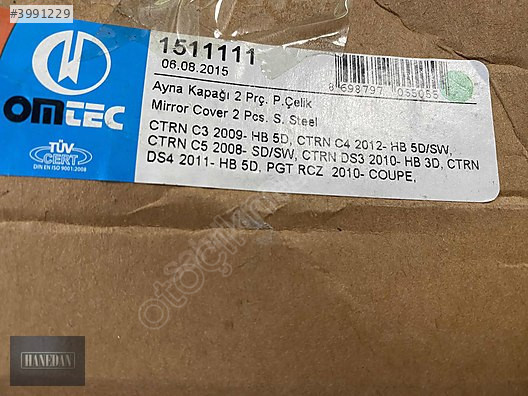 #3991229
1511111
06.08.2015
OMTEC
Ayna Kapağı 2 Prç. P.Çelik
Mirror Cover 2 Pcs. S. Steel
CTRN C3 2009- HB 5D, CTRN C4 2012- HB 5D/SW,
CTRN C5 2008- SD/SW, CTRN DS3 2010- HB 3D, CTRN
DS4 2011- HB 5D, PGT RCZ 2010- COUPE,
TÜV
CERT
DIN EN ISO 9001:2008
HANEDAN